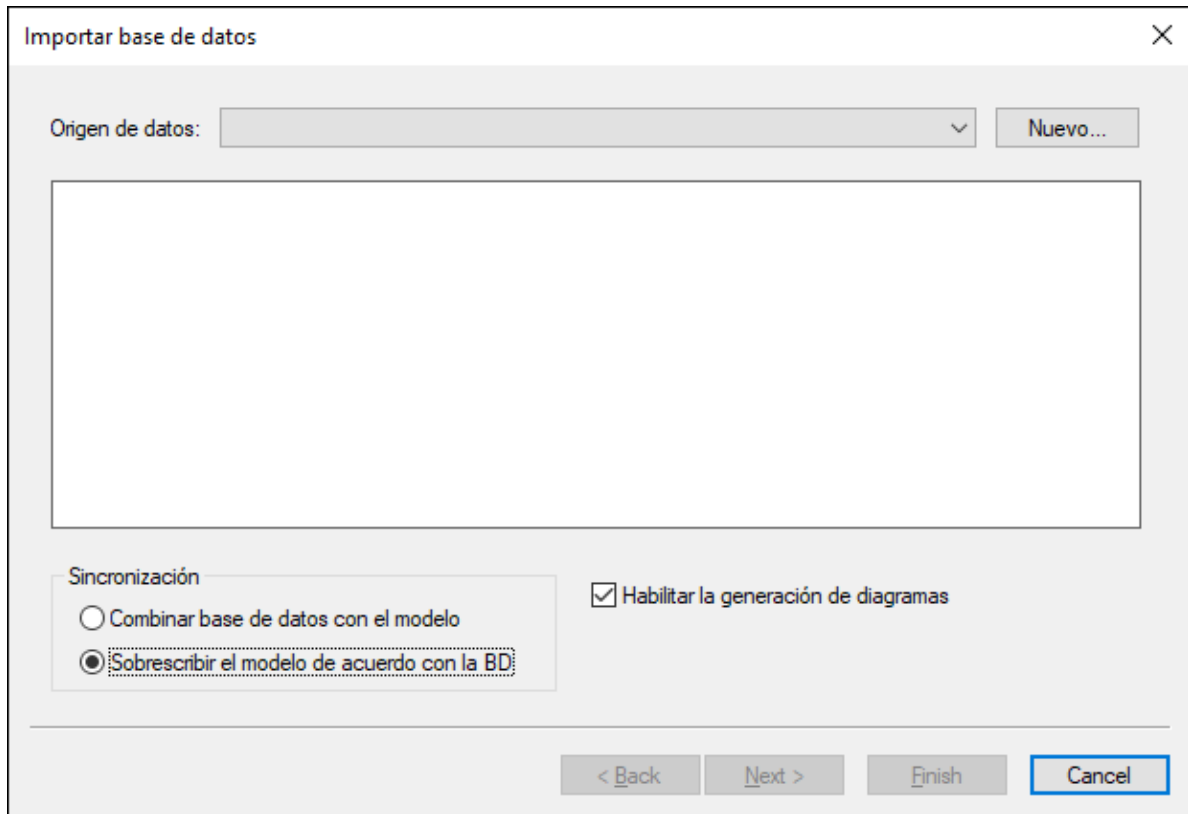 Importar base de datos
Origen de datos:
Nuevo...
Sincronización
Combinar base de datos con el modelo
Sobrescribir el modelo de acuerdo con la BD
Habilitar la generación de diagramas
< Back
Next >
Finish
Cancel